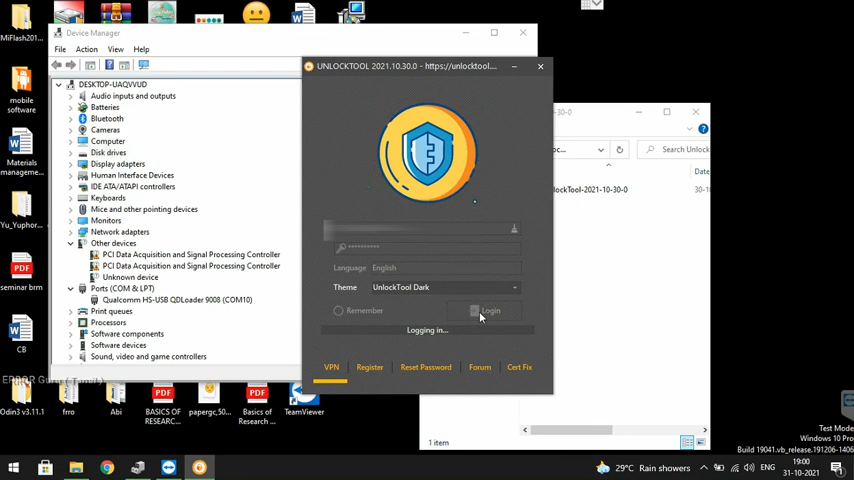 Device Manager
File Action View Help
DESKTOP-UAQVVUD
Audio inputs and outputs
Batteries
Bluetooth
Cameras
Computer
Disk drives
Display adapters
Human Interface Devices
IDE ATA/ATAPI controllers
Keyboards
Mice and other pointing devices
Monitors
Network adapters
Other devices
PCI Data Acquisition and Signal Processing Controller
PCI Data Acquisition and Signal Processing Controller
Unknown device
Ports (COM & LPT)
Qualcomm HS-USB QDLoader 9008 (COM10)
Print queues
Processors
Software components
Software devices
Sound, video and game controllers
UNLOCKTOOL 2021.10.30.0 - https://unlocktool....
**********
Language English
Theme UnlockTool Dark
Remember Login
Logging in...
VPN Register Reset Password Forum Cert Fix
30-0
Search Unlock
Date
lockTool-2021-10-30-0 30-10
1 item
MiFlash201...
mobile
software
Materials
manageme...
Yu_Yuphor...
PDF
seminar brm
CB
Odin3 v3.11.1
frro
Abi
PDF
BASICS OF
RESEARC...
papergc,50...
PDF
Basics of
Research ...
TeamViewer
Test Mode
Windows 10 Pro
Build 19041.vb_release.191206-1406
29°C Rain showers
ENG
19:00
31-10-2021